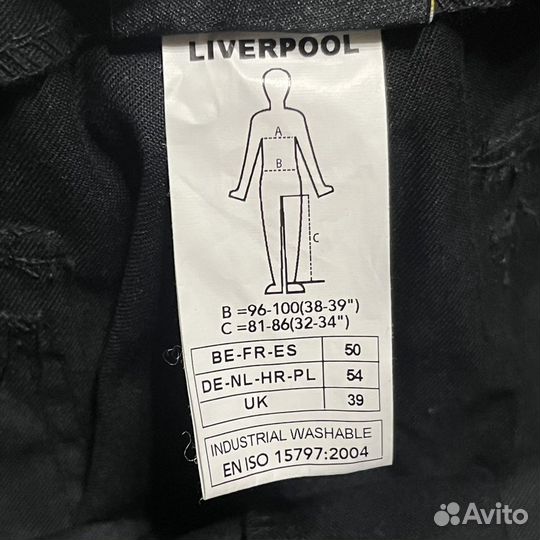 LIVERPOOL
A
B
C
B =96-100(38-39")
C =81-86(32-34")
BE-FR-ES 50
DE-NL-HR-PL 54
UK 39
INDUSTRIAL WASHABLE
EN ISO 15797:2004
Avito